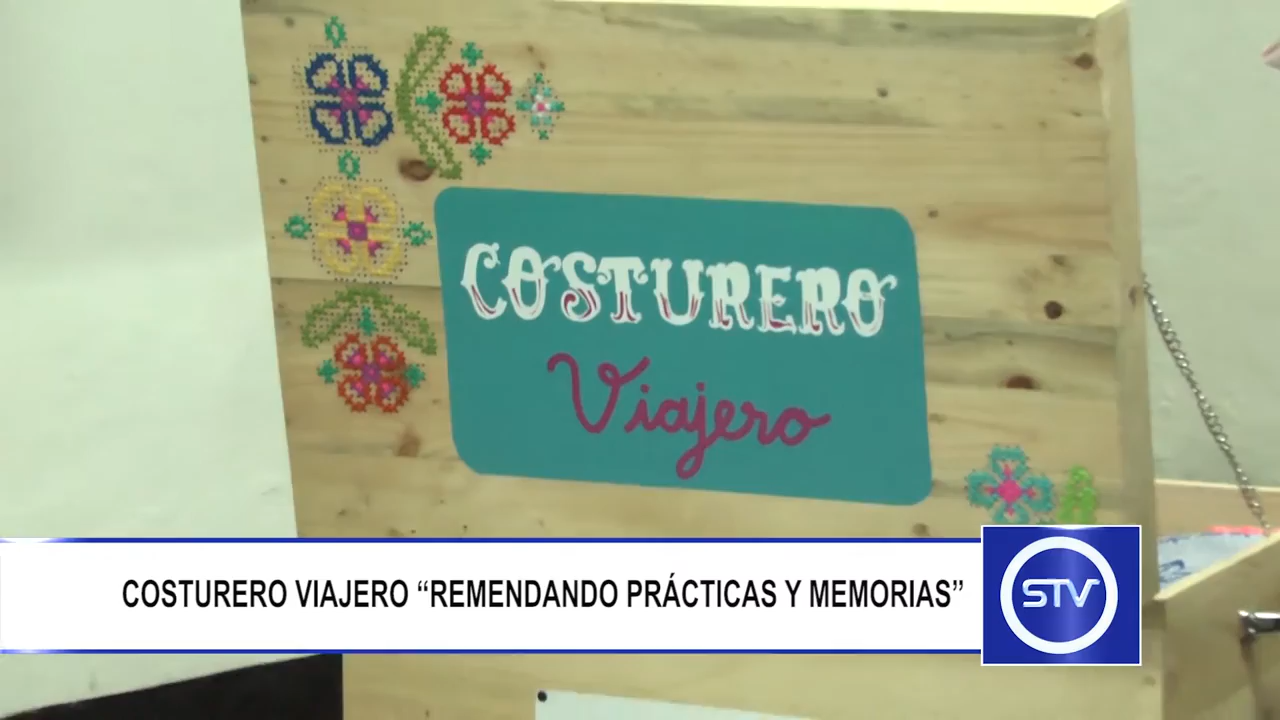 COSTURERO
Viajero
COSTURERO VIAJERO “REMENDANDO PRÁCTICAS Y MEMORIAS”
STV